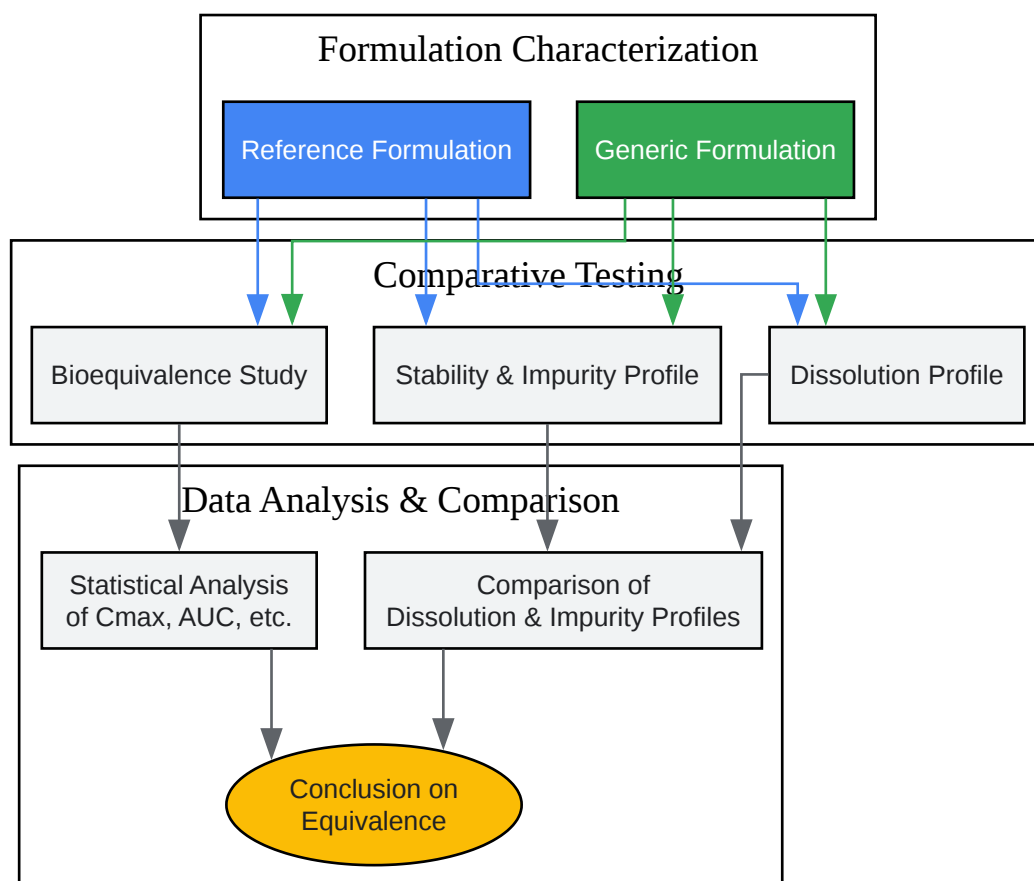 Formulation Characterization
Reference Formulation
Generic Formulation
Comparative Testing
Bioequivalence Study
Stability & Impurity Profile
Dissolution Profile
Data Analysis & Comparison
Statistical Analysis
of Cmax, AUC, etc.
Comparison of
Dissolution & Impurity Profiles
Conclusion on
Equivalence